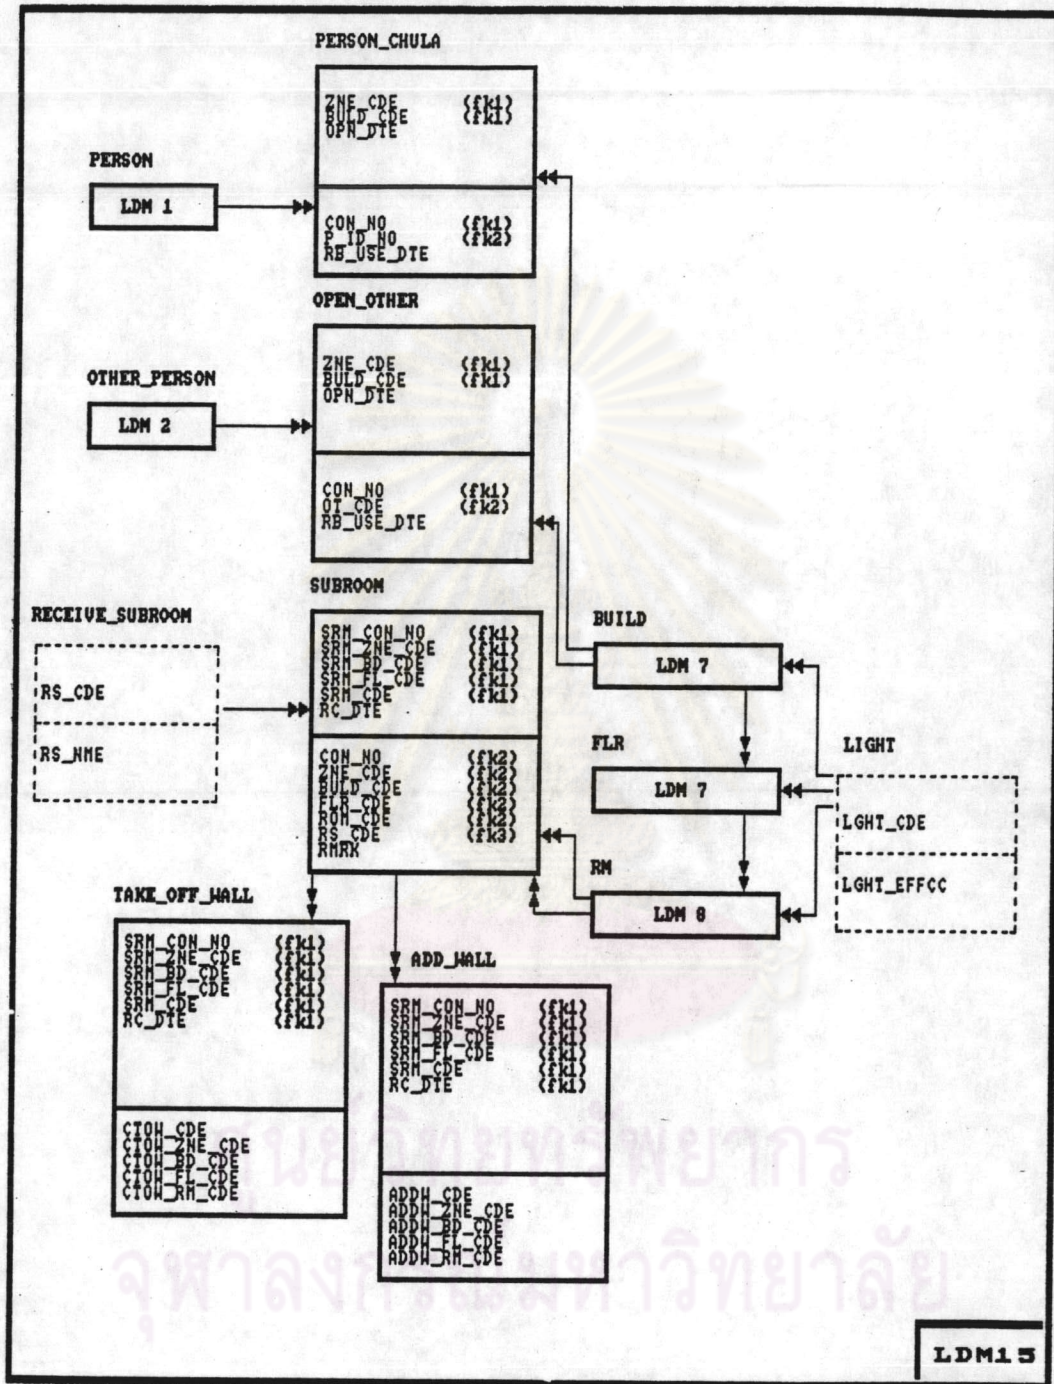 PERSON_CHULA
ZNE_CDE (fk1)
BULD_CDE (fk1)
OPN_DTE
CON_NO (fk1)
P_ID_NO (fk2)
RB_USE_DTE
PERSON
LDM 1
OPEN_OTHER
ZNE_CDE (fk1)
BULD_CDE (fk1)
OPN_DTE
CON_NO (fk1)
OT_CDE (fk2)
RB_USE_DTE
OTHER_PERSON
LDM 2
SUBROOM
SRM_CON_NO (fk1)
SRM_ZNE_CDE (fk1)
SRM_BD_CDE (fk1)
SRM_FL_CDE (fk1)
SRM_CDE (fk1)
RC_DTE
CON_NO (fk2)
ZNE_CDE (fk2)
BULD_CDE (fk2)
FLR_CDE (fk2)
ROM_CDE (fk2)
RS_CDE (fk3)
RMRK
RECEIVE_SUBROOM
RS_CDE
RS_NME
BUILD
LDM 7
FLR
LDM 7
RM
LDM 8
LIGHT
LGHT_CDE
LGHT_EFFCC
TAKE_OFF_WALL
SRM_CON_NO (fk1)
SRM_ZNE_CDE (fk1)
SRM_BD_CDE (fk1)
SRM_FL_CDE (fk1)
SRM_CDE (fk1)
RC_DTE (fk1)
CTOW_CDE
CTOW_ZNE_CDE
CTOW_BD_CDE
CTOW_FL_CDE
CTOW_RM_CDE
ADD_WALL
SRM_CON_NO (fk1)
SRM_ZNE_CDE (fk1)
SRM_BD_CDE (fk1)
SRM_FL_CDE (fk1)
SRM_CDE (fk1)
RC_DTE (fk1)
ADDW_CDE
ADDW_ZNE_CDE
ADDW_BD_CDE
ADDW_FL_CDE
ADDW_RM_CDE
ศูนย์วิทยทรัพยากร
จุฬาลงกรณ์มหาวิทยาลัย
LDM15